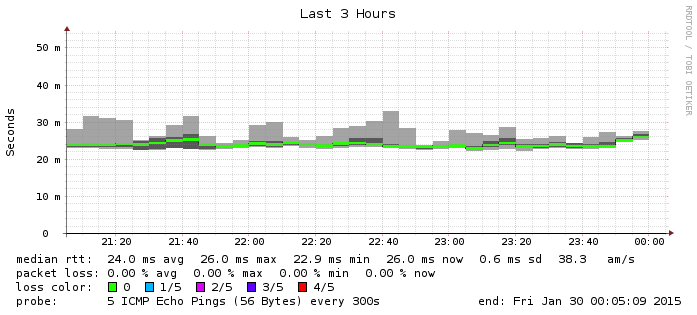 Last 3 Hours
RRDTOOL / TOBI OETIKER
Seconds
50 m
40 m
30 m
20 m
10 m
0
21:20 21:40 22:00 22:20 22:40 23:00 23:20 23:40 00:00
median rtt: 24.0 ms avg 26.0 ms max 22.9 ms min 26.0 ms now 0.6 ms sd 38.3 am/s
packet loss: 0.00 % avg 0.00 % max 0.00 % min 0.00 % now
loss color: 0 1/5 2/5 3/5 4/5
probe: 5 ICMP Echo Pings (56 Bytes) every 300s end: Fri Jan 30 00:05:09 2015